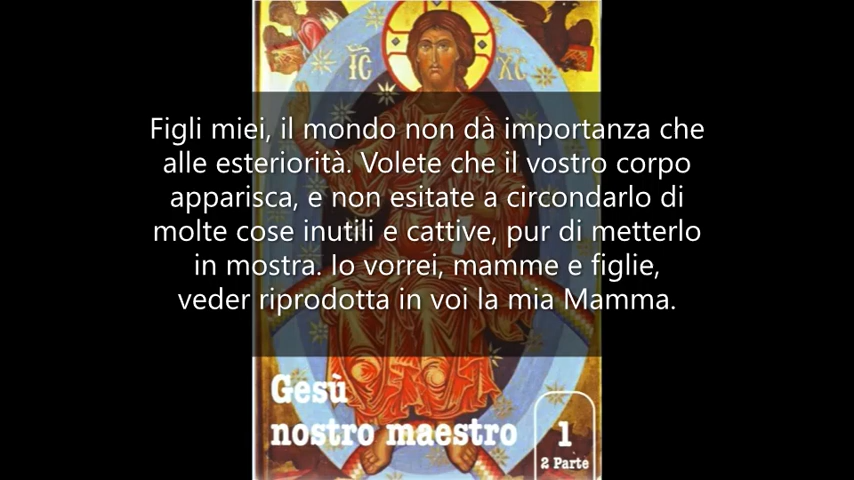 IC XC
Figli miei, il mondo non dà importanza che
alle esteriorità. Volete che il vostro corpo
apparisca, e non esitate a circondarlo di
molte cose inutili e cattive, pur di metterlo
in mostra. Io vorrei, mamme e figlie,
veder riprodotta in voi la mia Mamma.
Gesù
nostro maestro
1
2 Parte